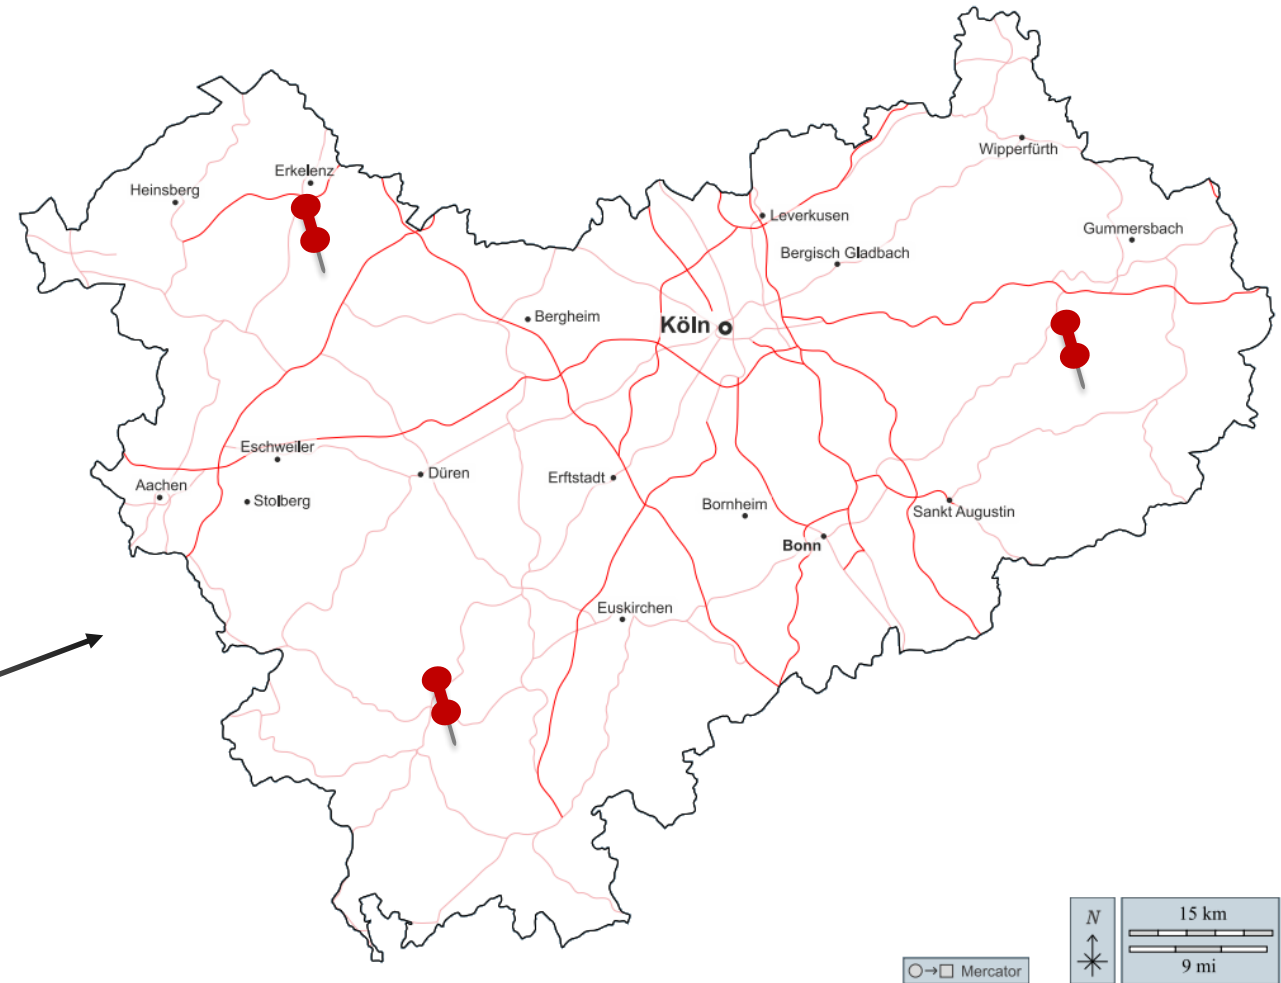 Wipperfürth
Erkelenz
Heinsberg
Leverkusen
Gummersbach
Bergisch Gladbach
Bergheim
Köln
Eschweiler
Düren
Erftstadt
Aachen
Stolberg
Bornheim
Sankt Augustin
Bonn
Euskirchen
N
15 km
9 mi
Mercator